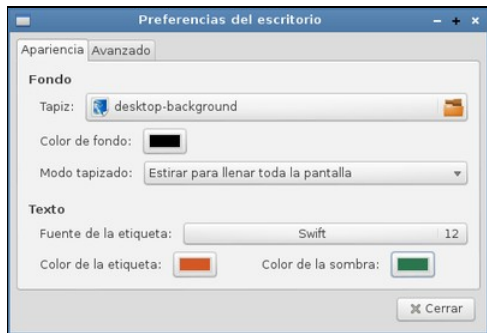 Preferencias del escritorio
Apariencia Avanzado
Fondo
Tapiz: desktop-background
Color de fondo:
Modo tapizado: Estirar para llenar toda la pantalla
Texto
Fuente de la etiqueta: Swift 12
Color de la etiqueta: Color de la sombra:
Cerrar